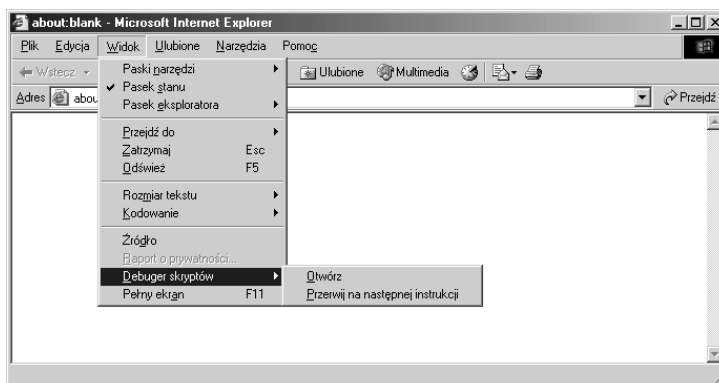 about:blank - Microsoft Internet Explorer
Plik Edycja Widok Ulubione Narzędzia Pomoc
Wstecz Ulubione Multimedia
Adres abou Przejdź
Paski narzędzi
Pasek stanu
Pasek eksploratora
Przejdź do
Zatrzymaj Esc
Odśwież F5
Rozmiar tekstu
Kodowanie
Źródło
Raport o prywatności...
Debuger skryptów
Pełny ekran F11
Otwórz
Przerwij na następnej instrukcji